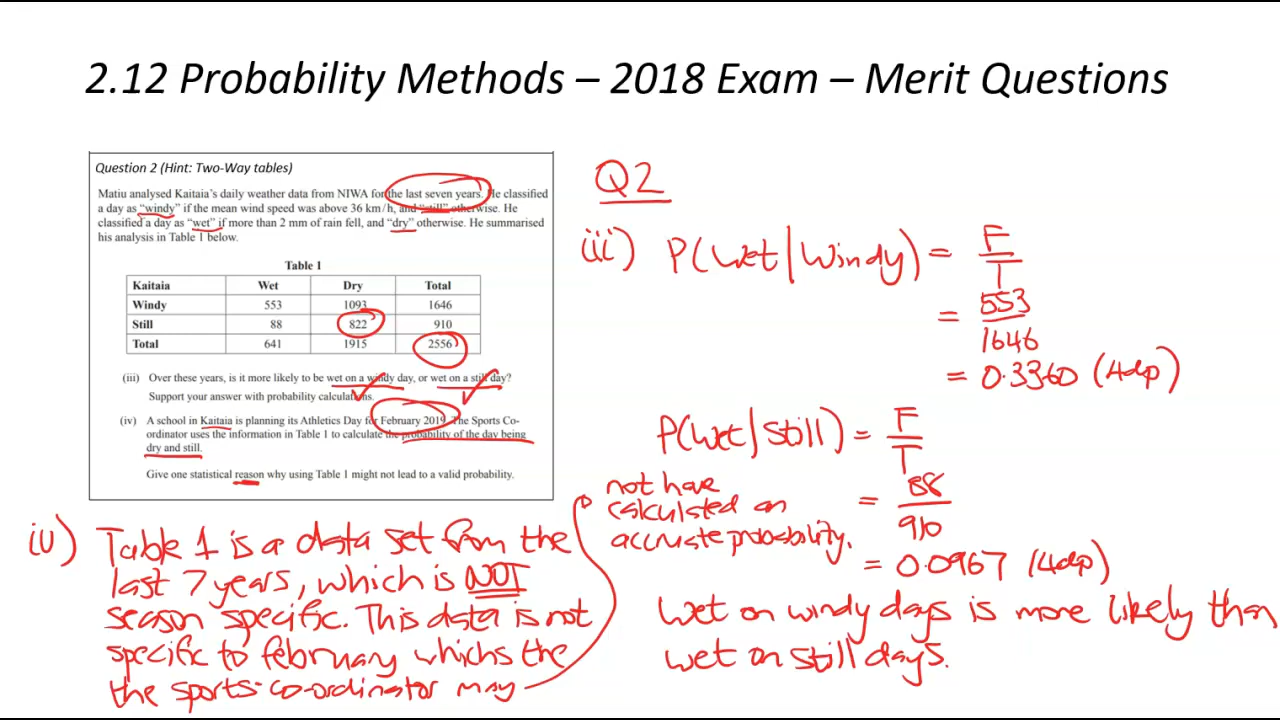 2.12 Probability Methods – 2018 Exam – Merit Questions
Question 2 (Hint: Two-Way tables)
Matiu analysed Kaitaia's daily weather data from NIWA for the last seven years. He classified
a day as "windy" if the mean wind speed was above 36 km/h, and "still" otherwise. He
classified a day as "wet" if more than 2 mm of rain fell, and "dry" otherwise. He summarised
his analysis in Table 1 below.
Table 1
Kaitaia Wet Dry Total
Windy 553 1093 1646
Still 88 822 910
Total 641 1915 2556
(iii) Over these years, is it more likely to be wet on a windy day, or wet on a still day?
Support your answer with probability calculations.
(iv) A school in Kaitaia is planning its Athletics Day for February 2019. The Sports Co-
ordinator uses the information in Table 1 to calculate the probability of the day being
dry and still.
Give one statistical reason why using Table 1 might not lead to a valid probability.
Q2
iii) P(Wet|Windy) = F/T
= 553/1646
= 0.3360 (4dp)
P(Wet|Still) = F/T
= 88/910
= 0.0967 (4dp)
Wet on windy days is more likely than
wet on still days.
(iv) Table 1 is a data set from the
last 7 years, which is NOT
season specific. This data is not
specific to february whichs the
the sports-co-ordinator may
not have
calculated an
accurate probability.